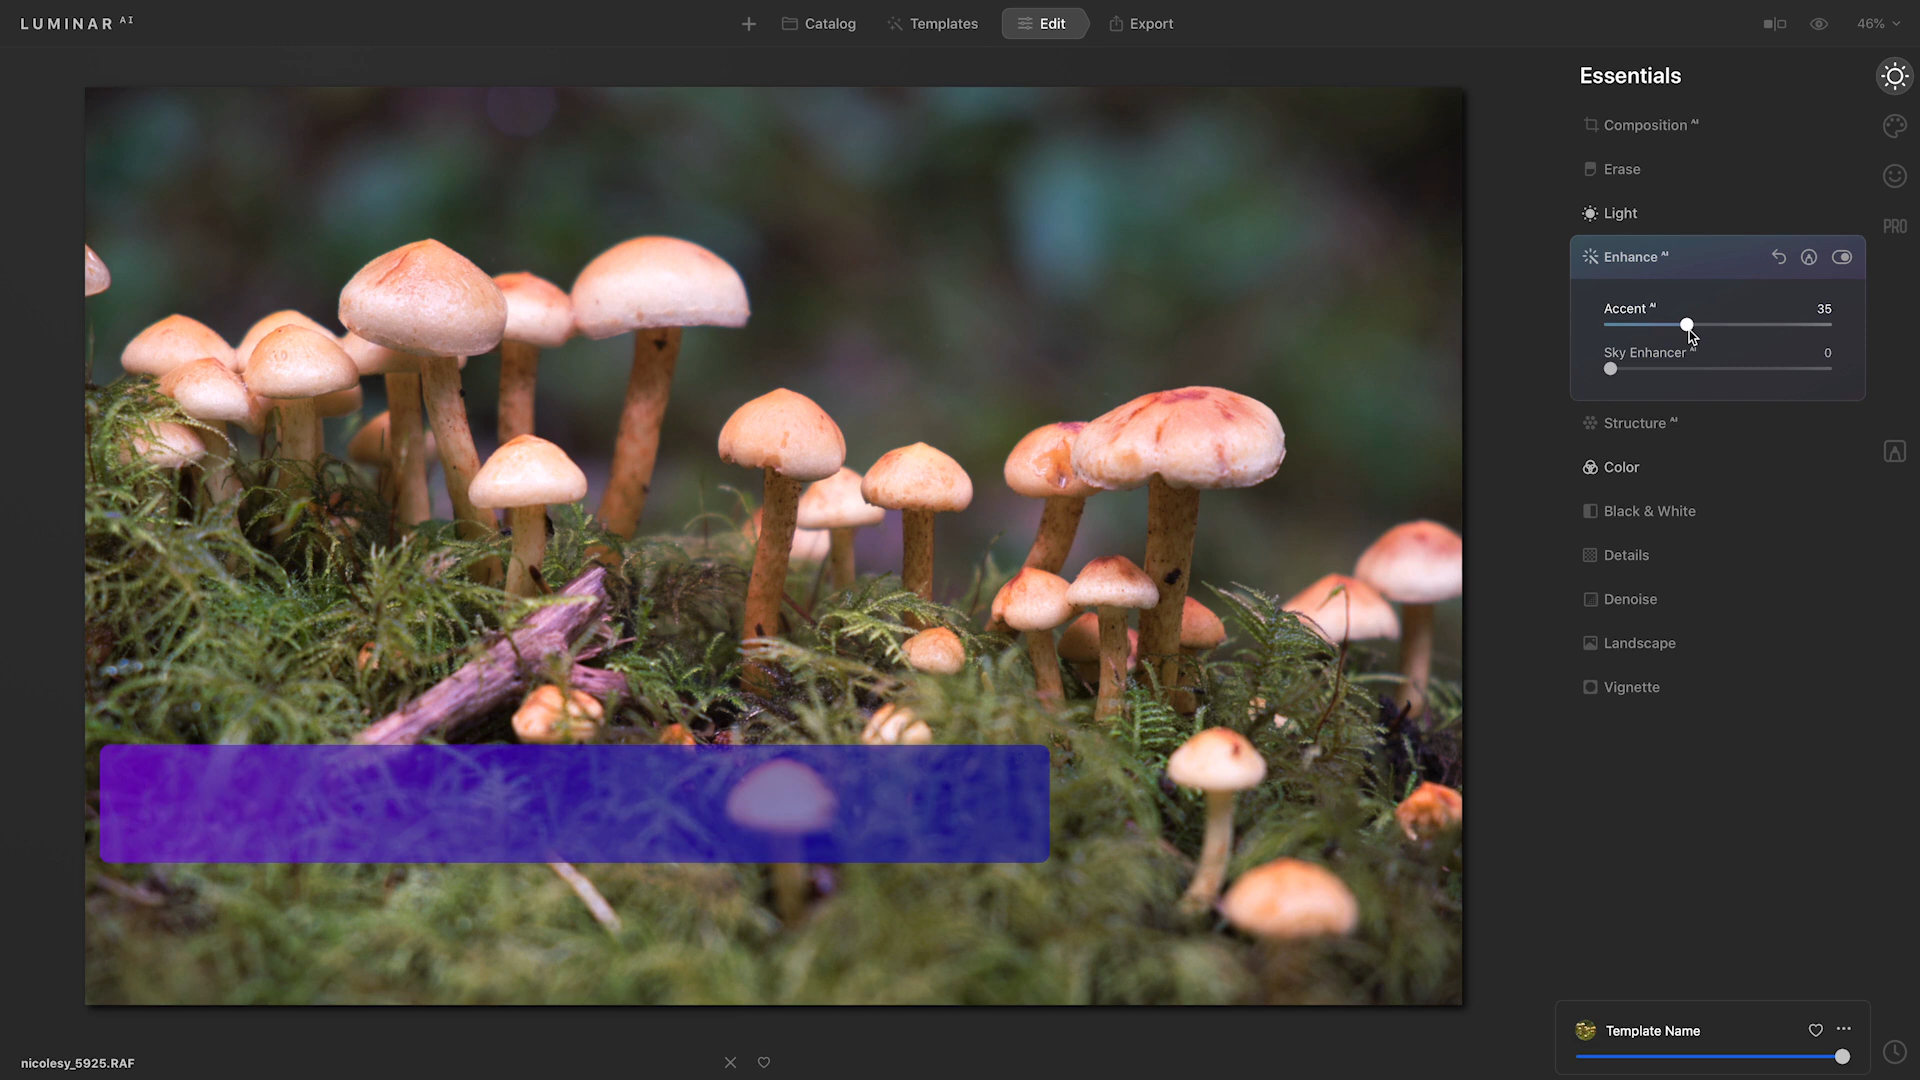 LUMINAR AI
Catalog
Templates
Edit
Export
46%
Essentials
Composition AI
Erase
Light
PRO
Enhance AI
Accent AI 35
Sky Enhancer AI 0
Structure AI
Color
Black & White
Details
Denoise
Landscape
Vignette
Template Name
nicolesy_5925.RAF